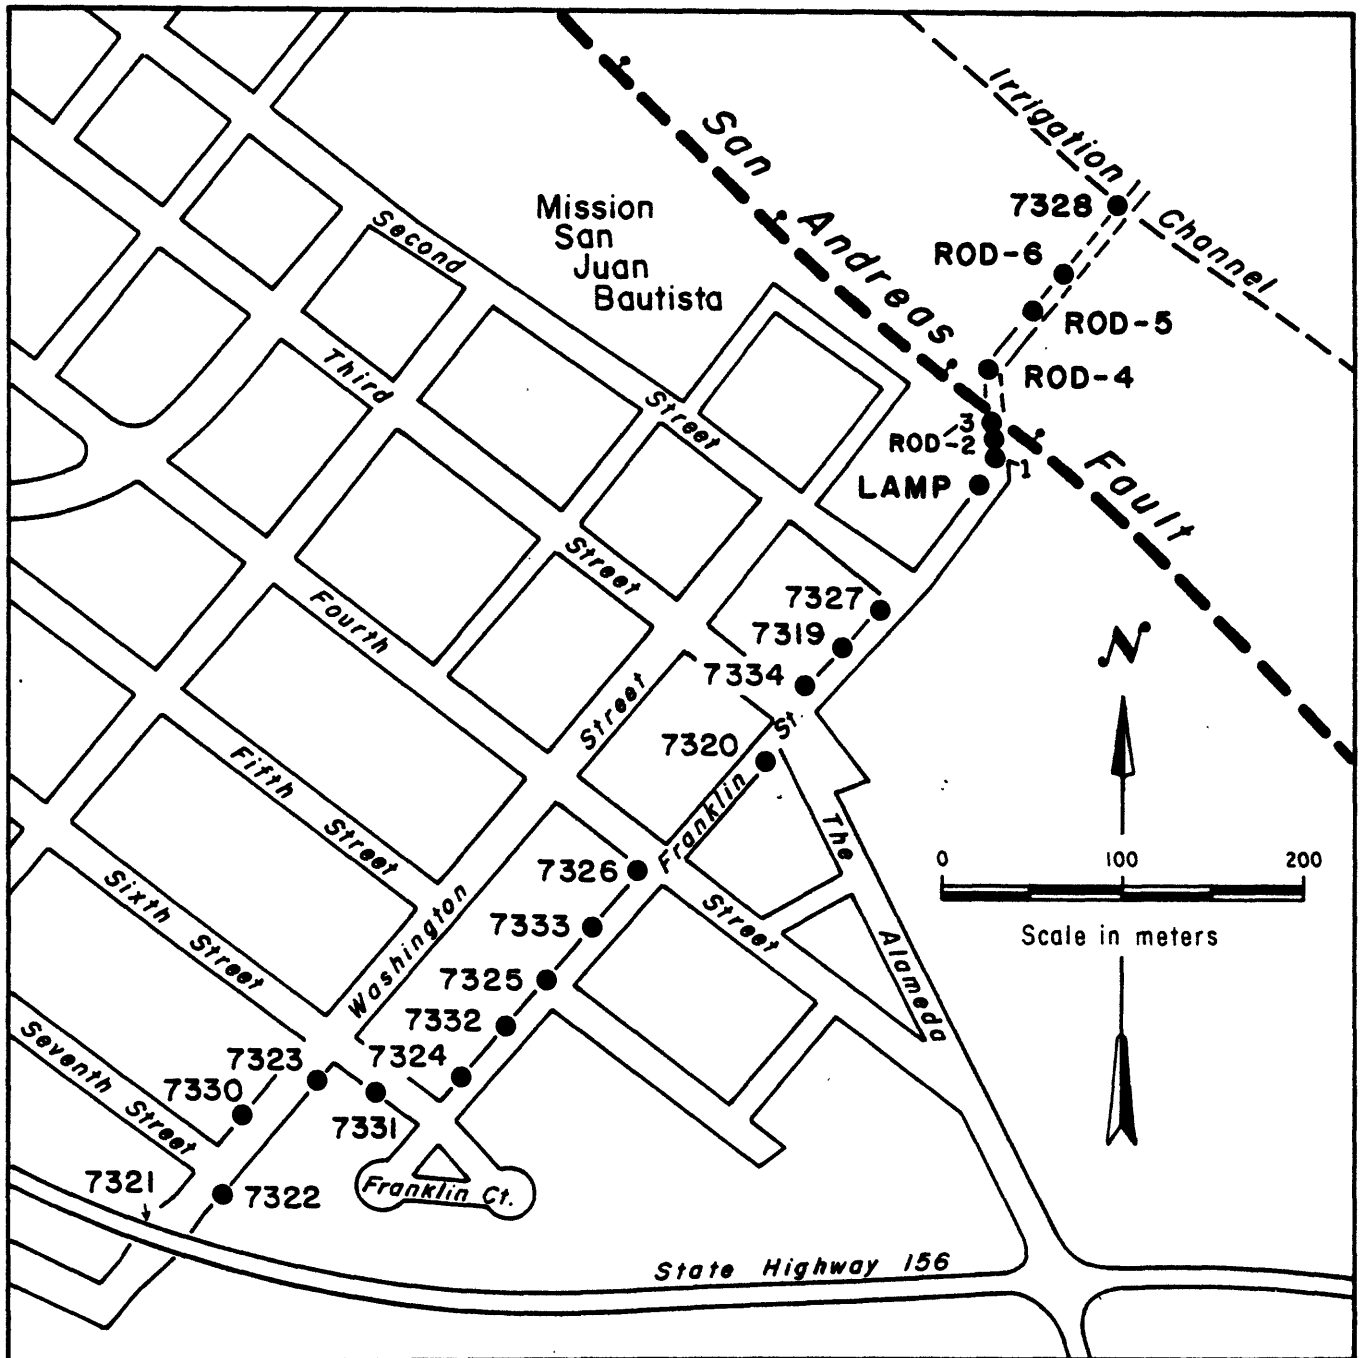 San Andreas Fault
Irrigation Channel
Mission
San
Juan
Bautista
7328
ROD-6
ROD-5
ROD-4
3
ROD-2
1
LAMP
Second Street
Third Street
Fourth Street
Fifth Street
Sixth Street
Seventh Street
Washington Street
Franklin St.
The Alameda
7327
7319
7334
7320
7326
7333
7325
7332
7324
7323
7330
7331
7322
7321
Franklin Ct.
State Highway 156
N
0 100 200
Scale in meters